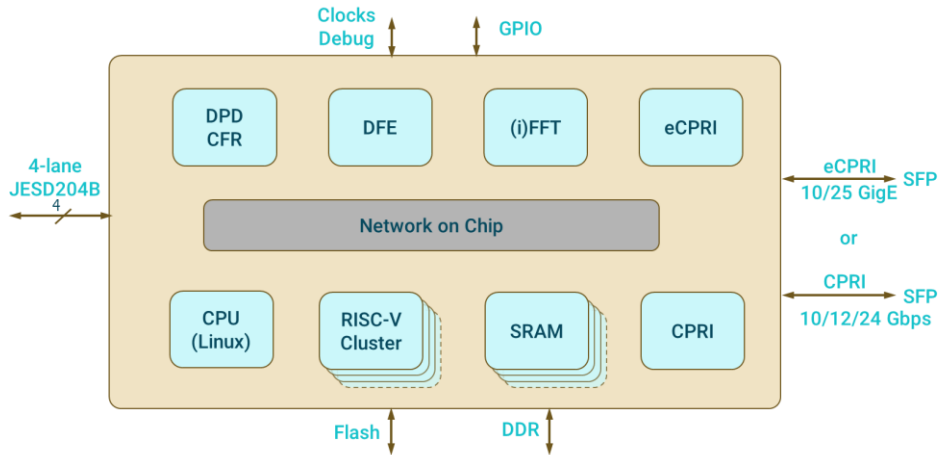 Clocks
Debug
GPIO
DPD
CFR
DFE
(i)FFT
eCPRI
4-lane
JESD204B
4
eCPRI
SFP
10/25 GigE
Network on Chip
or
CPRI
SFP
10/12/24 Gbps
CPU
(Linux)
RISC-V
Cluster
SRAM
CPRI
Flash
DDR